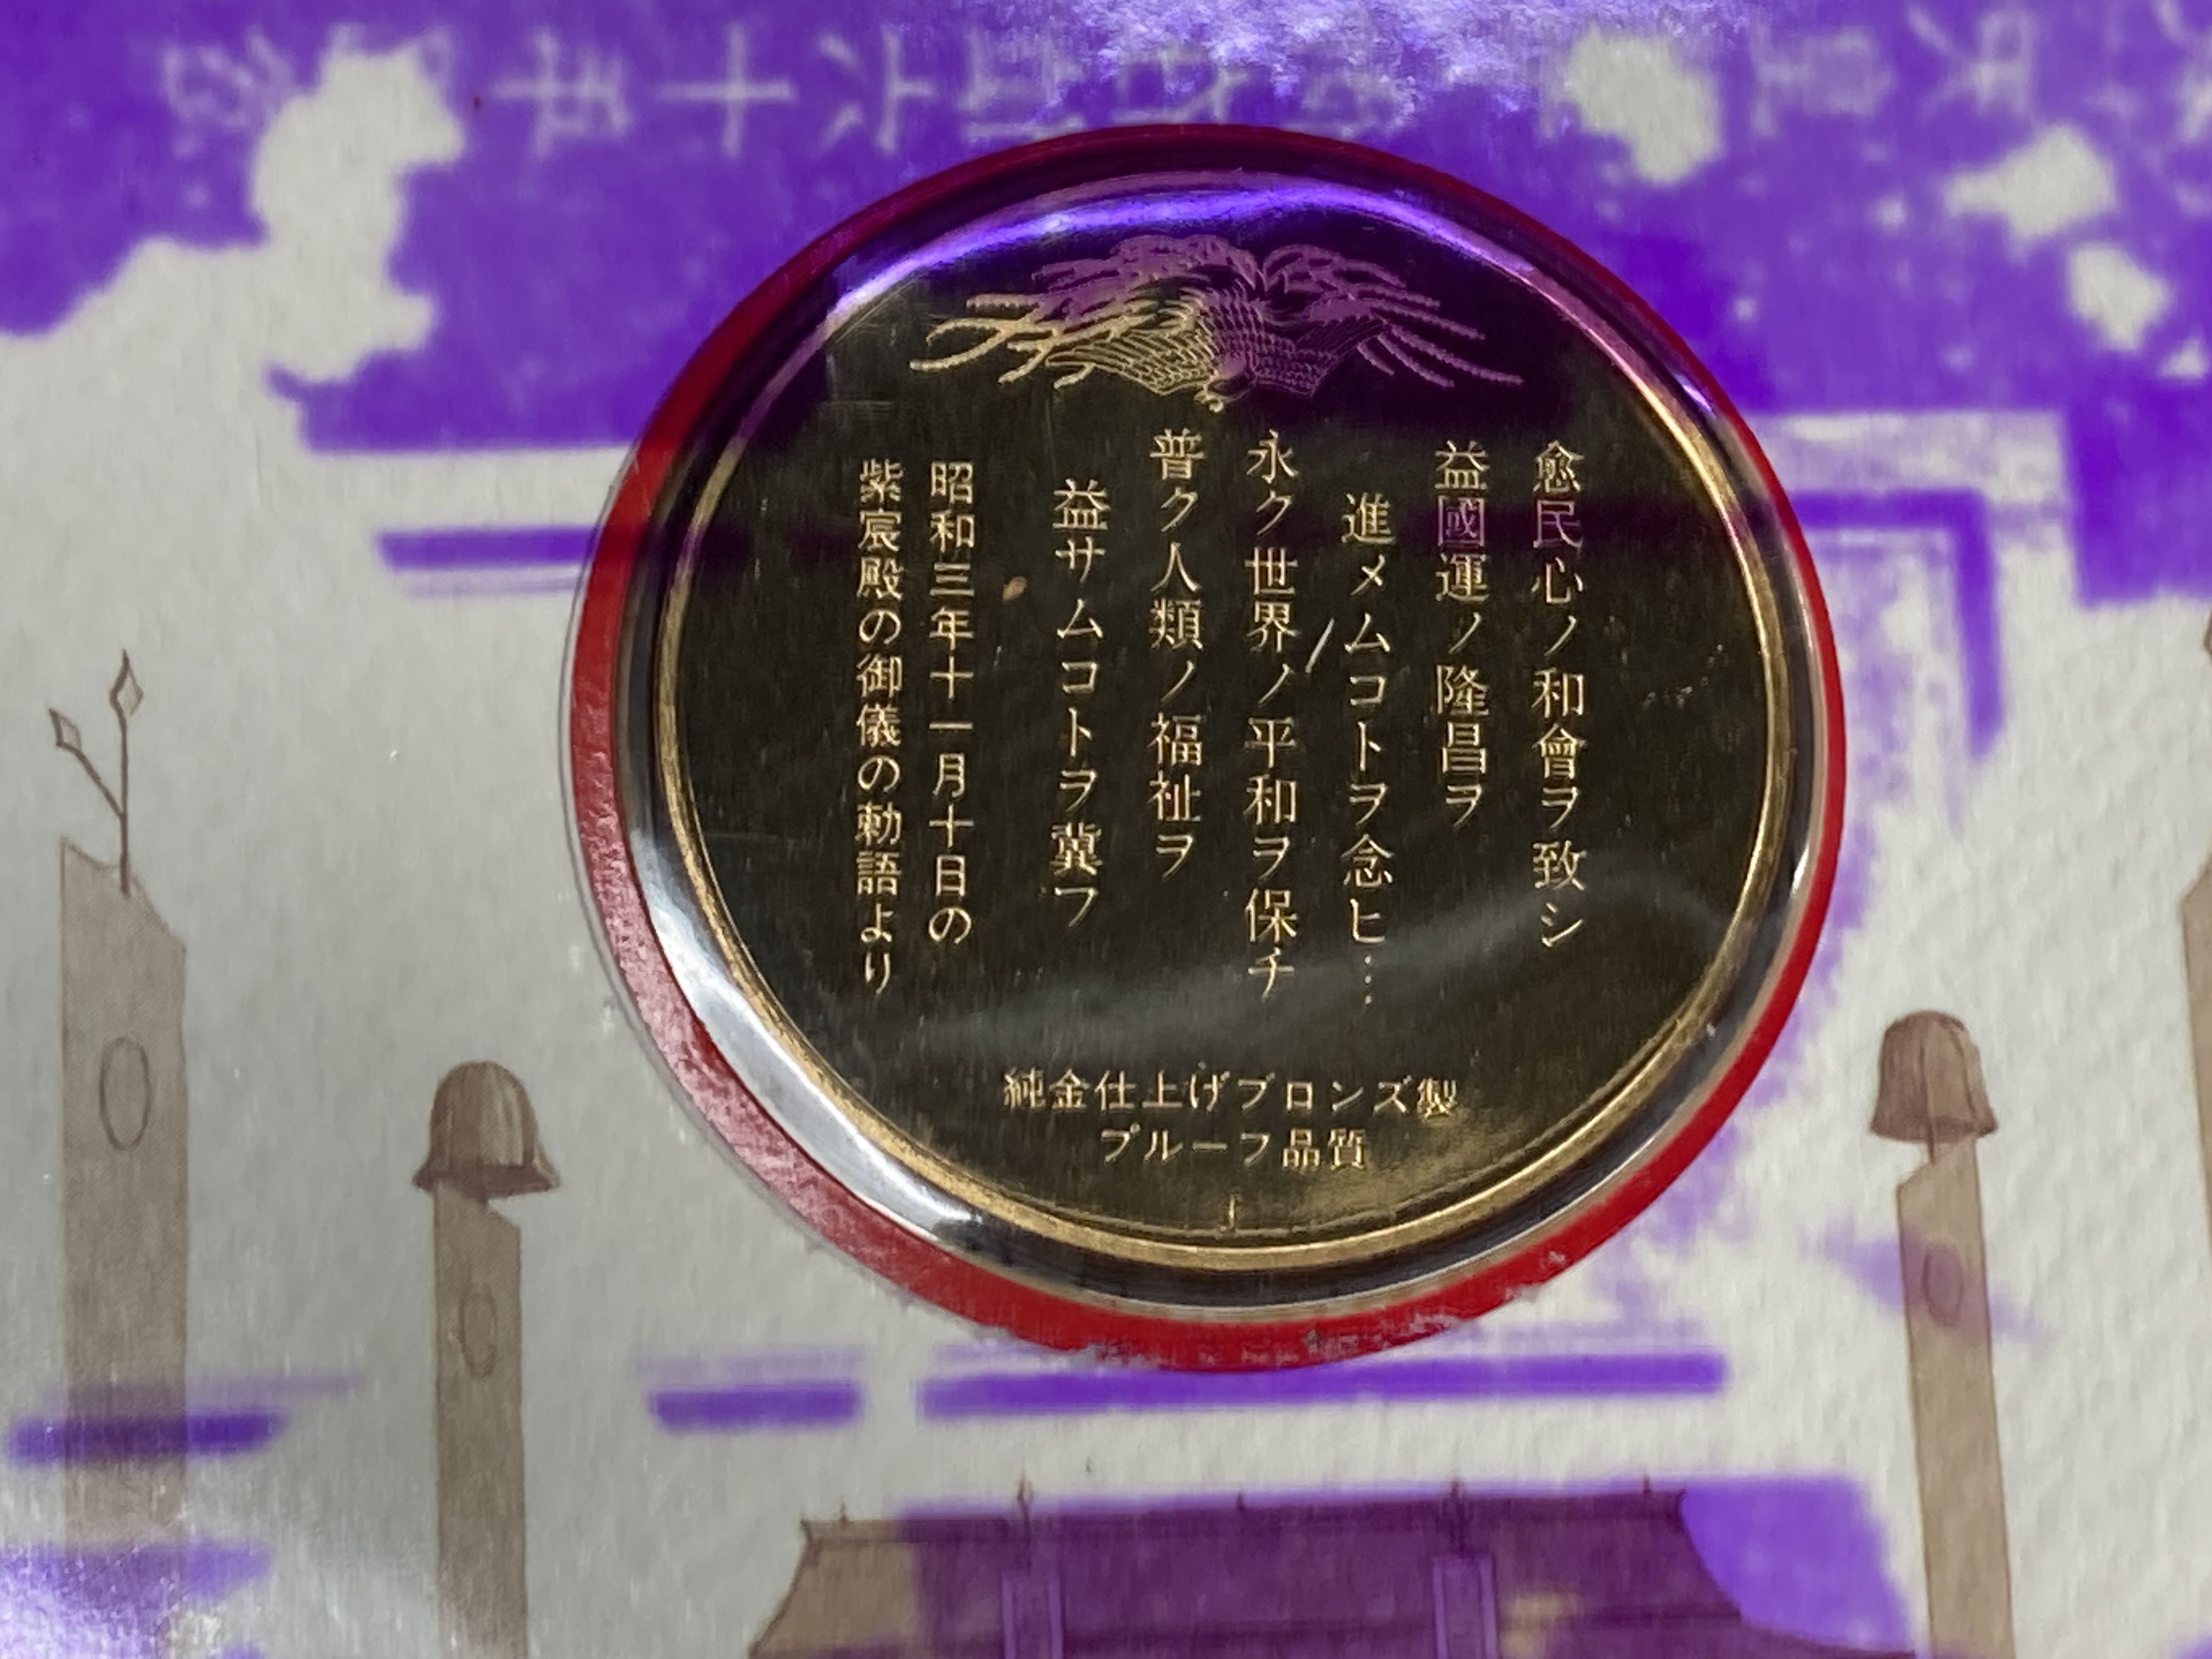 愈民心ノ和會ヲ致シ
益國運ノ隆昌ヲ
進メムコトヲ念ヒ…
永ク世界ノ平和ヲ保チ
普ク人類ノ福祉ヲ
益サムコトヲ冀フ
昭和三年十一月十日の
紫宸殿の御儀の勅語より
純金仕上げブロンズ製
プルーフ品質